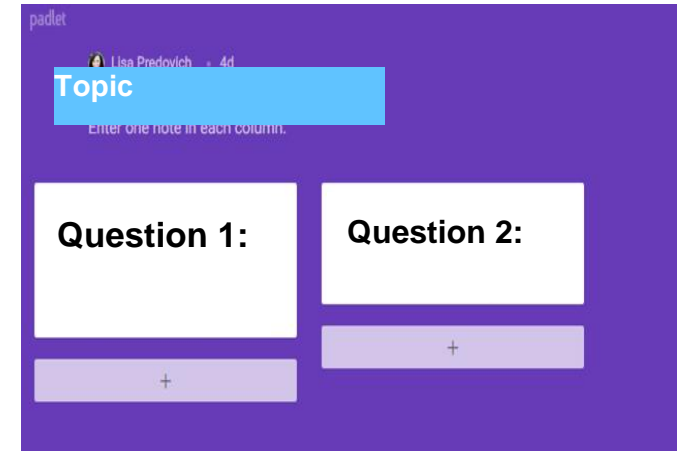 padlet
Lisa Predovich • 4d
Topic
Enter one note in each column.
Question 1:
Question 2:
+
+